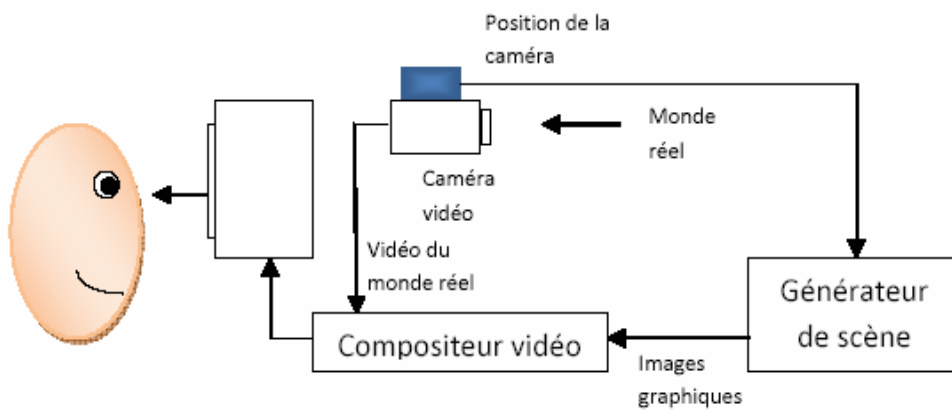 Position de la
caméra
Monde
réel
Caméra
vidéo
Vidéo du
monde réel
Générateur
de scène
Compositeur vidéo
Images
graphiques